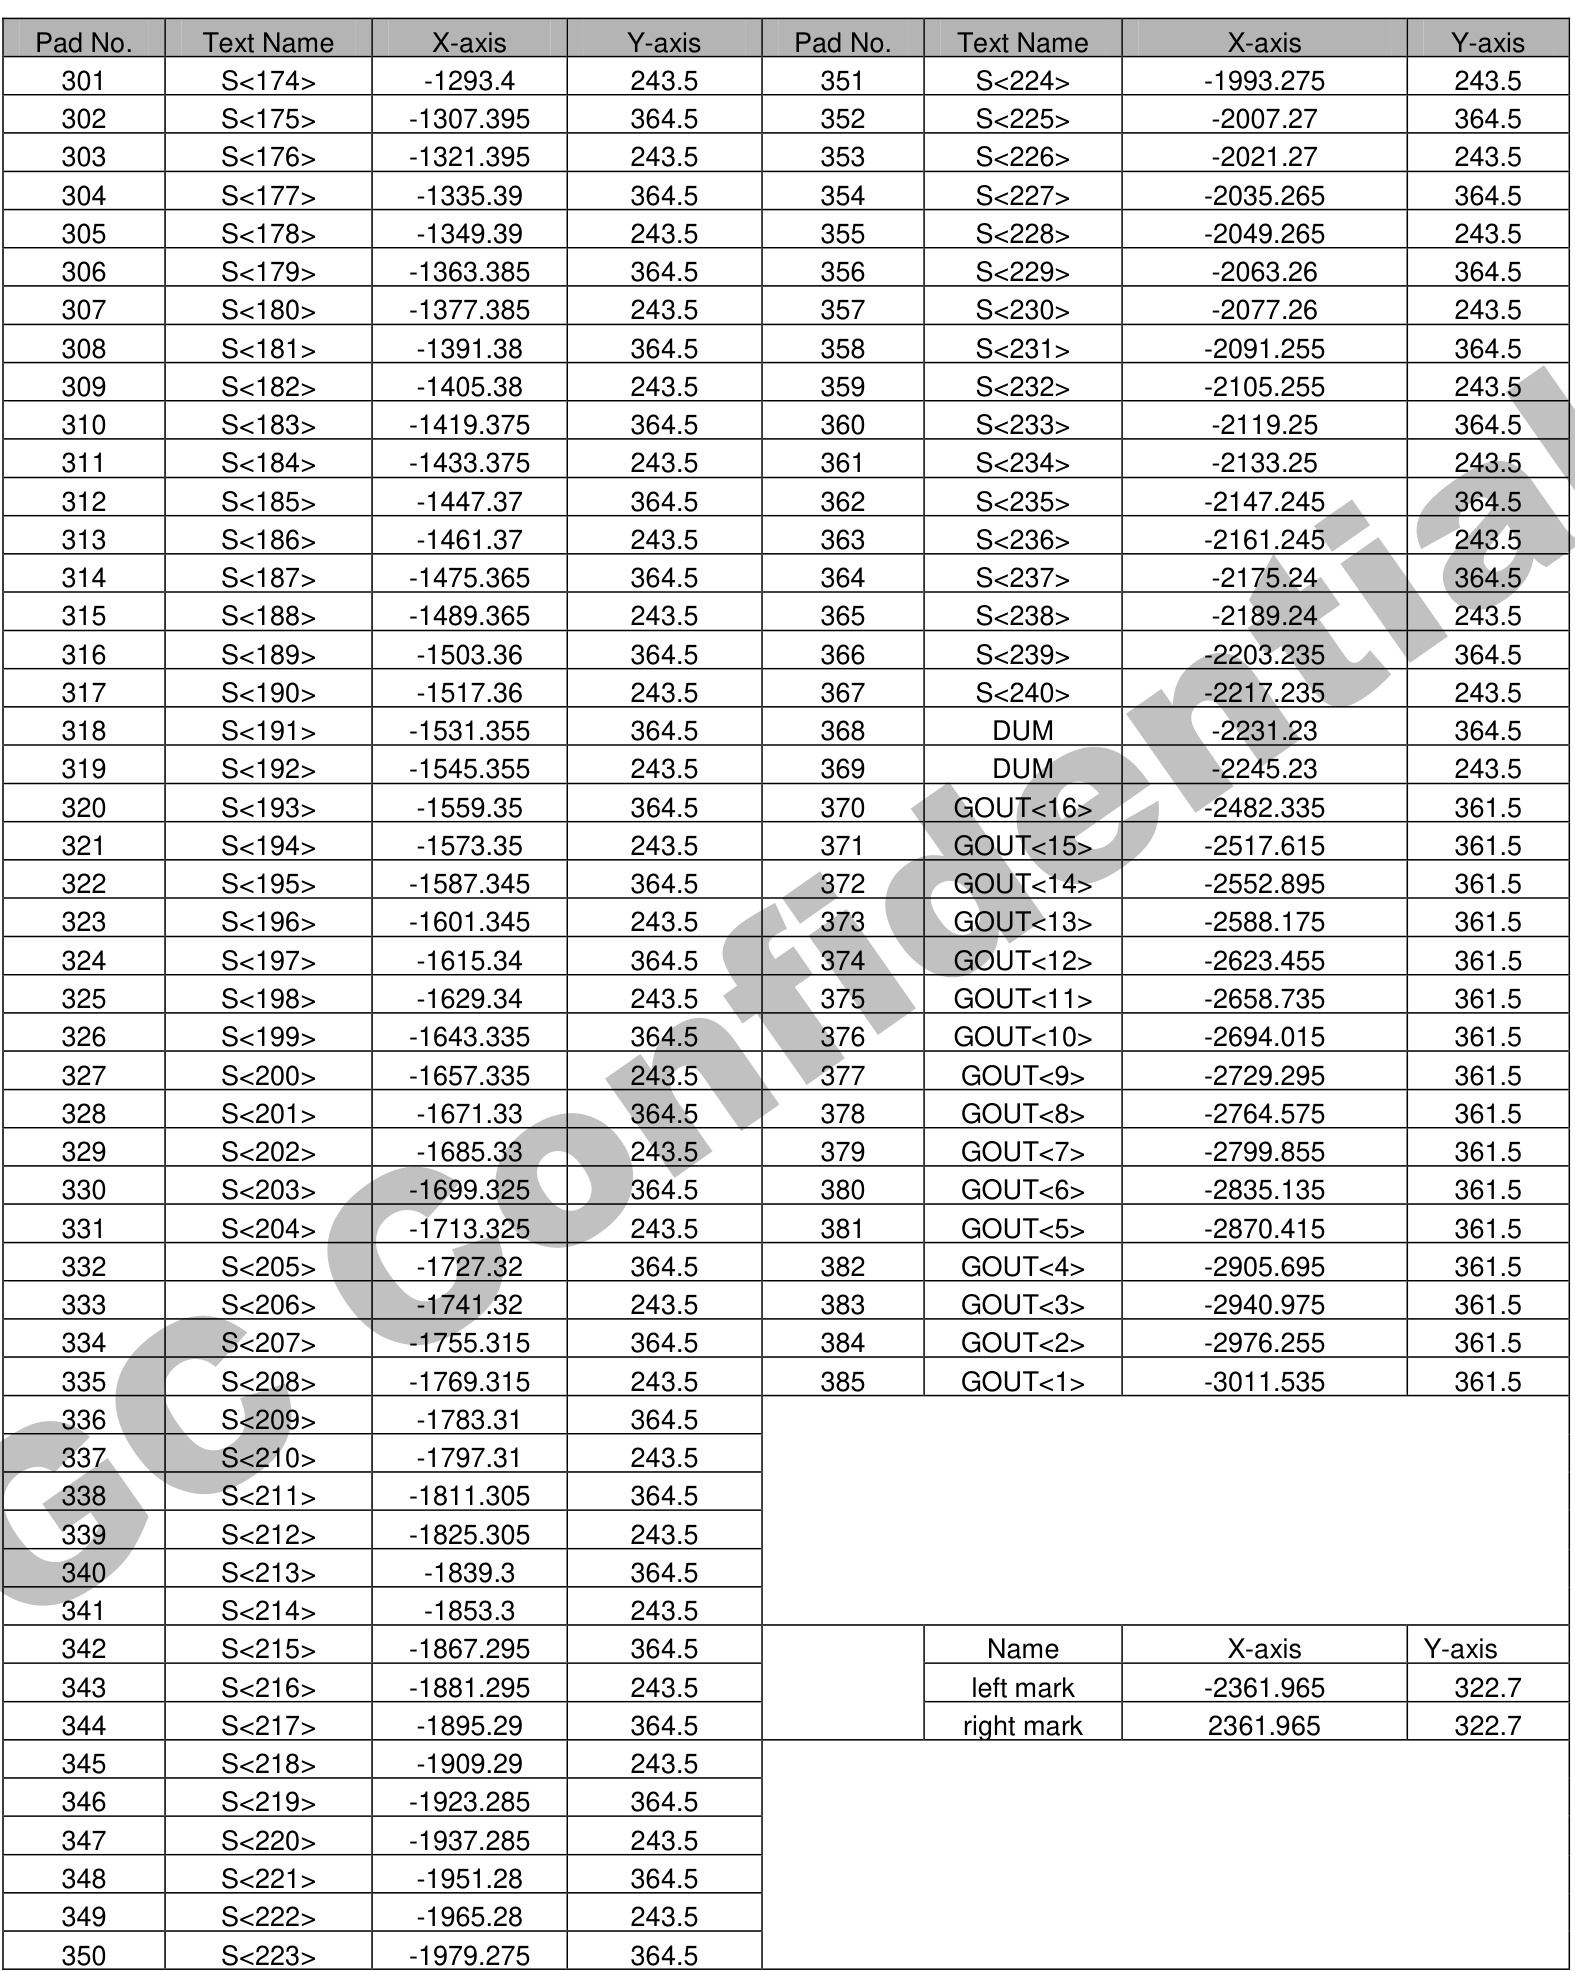 Pad No. Text Name X-axis Y-axis Pad No. Text Name X-axis Y-axis
301 S<174> -1293.4 243.5 351 S<224> -1993.275 243.5
302 S<175> -1307.395 364.5 352 S<225> -2007.27 364.5
303 S<176> -1321.395 243.5 353 S<226> -2021.27 243.5
304 S<177> -1335.39 364.5 354 S<227> -2035.265 364.5
305 S<178> -1349.39 243.5 355 S<228> -2049.265 243.5
306 S<179> -1363.385 364.5 356 S<229> -2063.26 364.5
307 S<180> -1377.385 243.5 357 S<230> -2077.26 243.5
308 S<181> -1391.38 364.5 358 S<231> -2091.255 364.5
309 S<182> -1405.38 243.5 359 S<232> -2105.255 243.5
310 S<183> -1419.375 364.5 360 S<233> -2119.25 364.5
311 S<184> -1433.375 243.5 361 S<234> -2133.25 243.5
312 S<185> -1447.37 364.5 362 S<235> -2147.245 364.5
313 S<186> -1461.37 243.5 363 S<236> -2161.245 243.5
314 S<187> -1475.365 364.5 364 S<237> -2175.24 364.5
315 S<188> -1489.365 243.5 365 S<238> -2189.24 243.5
316 S<189> -1503.36 364.5 366 S<239> -2203.235 364.5
317 S<190> -1517.36 243.5 367 S<240> -2217.235 243.5
318 S<191> -1531.355 364.5 368 DUM -2231.23 364.5
319 S<192> -1545.355 243.5 369 DUM -2245.23 243.5
320 S<193> -1559.35 364.5 370 GOUT<16> -2482.335 361.5
321 S<194> -1573.35 243.5 371 GOUT<15> -2517.615 361.5
322 S<195> -1587.345 364.5 372 GOUT<14> -2552.895 361.5
323 S<196> -1601.345 243.5 373 GOUT<13> -2588.175 361.5
324 S<197> -1615.34 364.5 374 GOUT<12> -2623.455 361.5
325 S<198> -1629.34 243.5 375 GOUT<11> -2658.735 361.5
326 S<199> -1643.335 364.5 376 GOUT<10> -2694.015 361.5
327 S<200> -1657.335 243.5 377 GOUT<9> -2729.295 361.5
328 S<201> -1671.33 364.5 378 GOUT<8> -2764.575 361.5
329 S<202> -1685.33 243.5 379 GOUT<7> -2799.855 361.5
330 S<203> -1699.325 364.5 380 GOUT<6> -2835.135 361.5
331 S<204> -1713.325 243.5 381 GOUT<5> -2870.415 361.5
332 S<205> -1727.32 364.5 382 GOUT<4> -2905.695 361.5
333 S<206> -1741.32 243.5 383 GOUT<3> -2940.975 361.5
334 S<207> -1755.315 364.5 384 GOUT<2> -2976.255 361.5
335 S<208> -1769.315 243.5 385 GOUT<1> -3011.535 361.5
336 S<209> -1783.31 364.5
337 S<210> -1797.31 243.5
338 S<211> -1811.305 364.5
339 S<212> -1825.305 243.5
340 S<213> -1839.3 364.5
341 S<214> -1853.3 243.5
342 S<215> -1867.295 364.5 Name X-axis Y-axis
343 S<216> -1881.295 243.5 left mark -2361.965 322.7
344 S<217> -1895.29 364.5 right mark 2361.965 322.7
345 S<218> -1909.29 243.5
346 S<219> -1923.285 364.5
347 S<220> -1937.285 243.5
348 S<221> -1951.28 364.5
349 S<222> -1965.28 243.5
350 S<223> -1979.275 364.5
GC Confidential